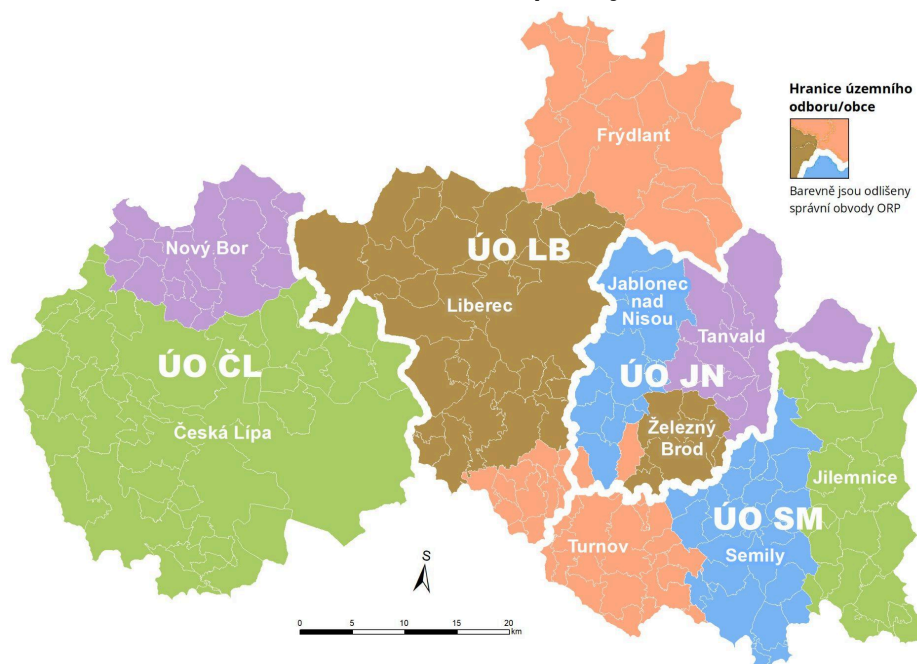 Hranice územního
odboru/obce
Barevně jsou odlišeny
správní obvody ORP
Frýdlant
Nový Bor
ÚO LB
Liberec
Jablonec
nad
Nisou
Tanvald
ÚO ČL
ÚO JN
Česká Lípa
Železný
Brod
Jilemnice
ÚO SM
Turnov
Semily
S
0 5 10 15 20
km